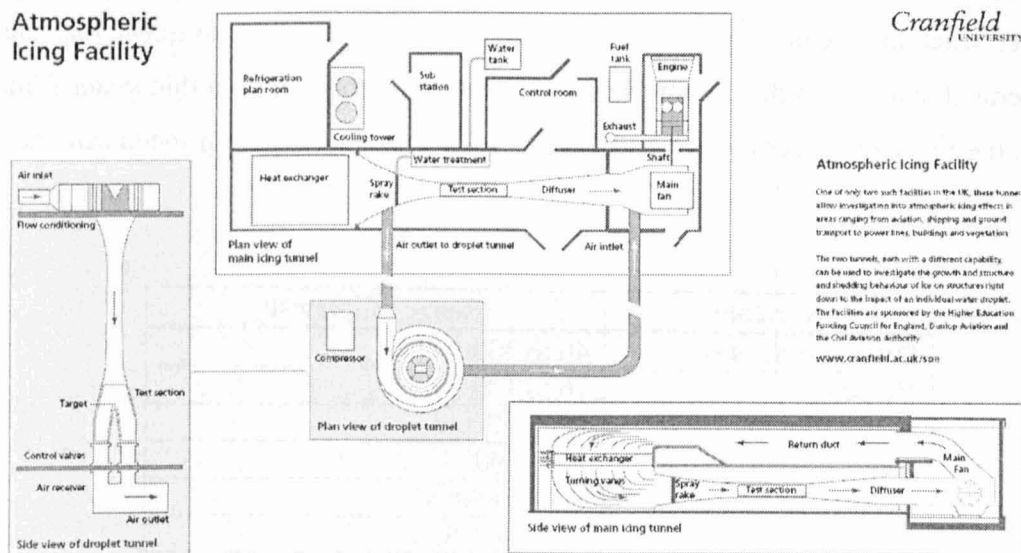 Atmospheric
Icing Facility
Cranfield
UNIVERSITY
Refrigeration
plan room
Cooling tower
Sub
station
Water
tank
Control room
Fuel
tank
Engine
Exhaust
Shaft
Water treatment
Heat exchanger
Spray
rake
Test section
Diffuser
Main
fan
Plan view of
main icing tunnel
Air outlet to droplet tunnel
Air intlet
Air inlet
Flow conditioning
Test section
Target
Control valves
Air receiver
Air outlet
Side view of droplet tunnel
Compressor
Plan view of droplet tunnel
Atmospheric Icing Facility
One of only two such facilities in the UK, these tunnel
allow investigation into atmospheric icing effects in
areas ranging from aviation, shipping and ground
transport to power lines, buildings and vegetation
The two tunnels, each with a different capability,
can be used to investigate the growth and structure
and shedding behaviour of ice on structures right
down to the impact of an individual water droplet.
The facilities are sponsored by the Higher Education
Funding Council for England, Dunlop Aviation and
the Civil Aviation Authority
www.cranfield.ac.uk/soe
Return duct
Heat exchanger
Main
Fan
Turning vanes
Spray
rake
Test section
Diffuser
Side view of main icing tunnel